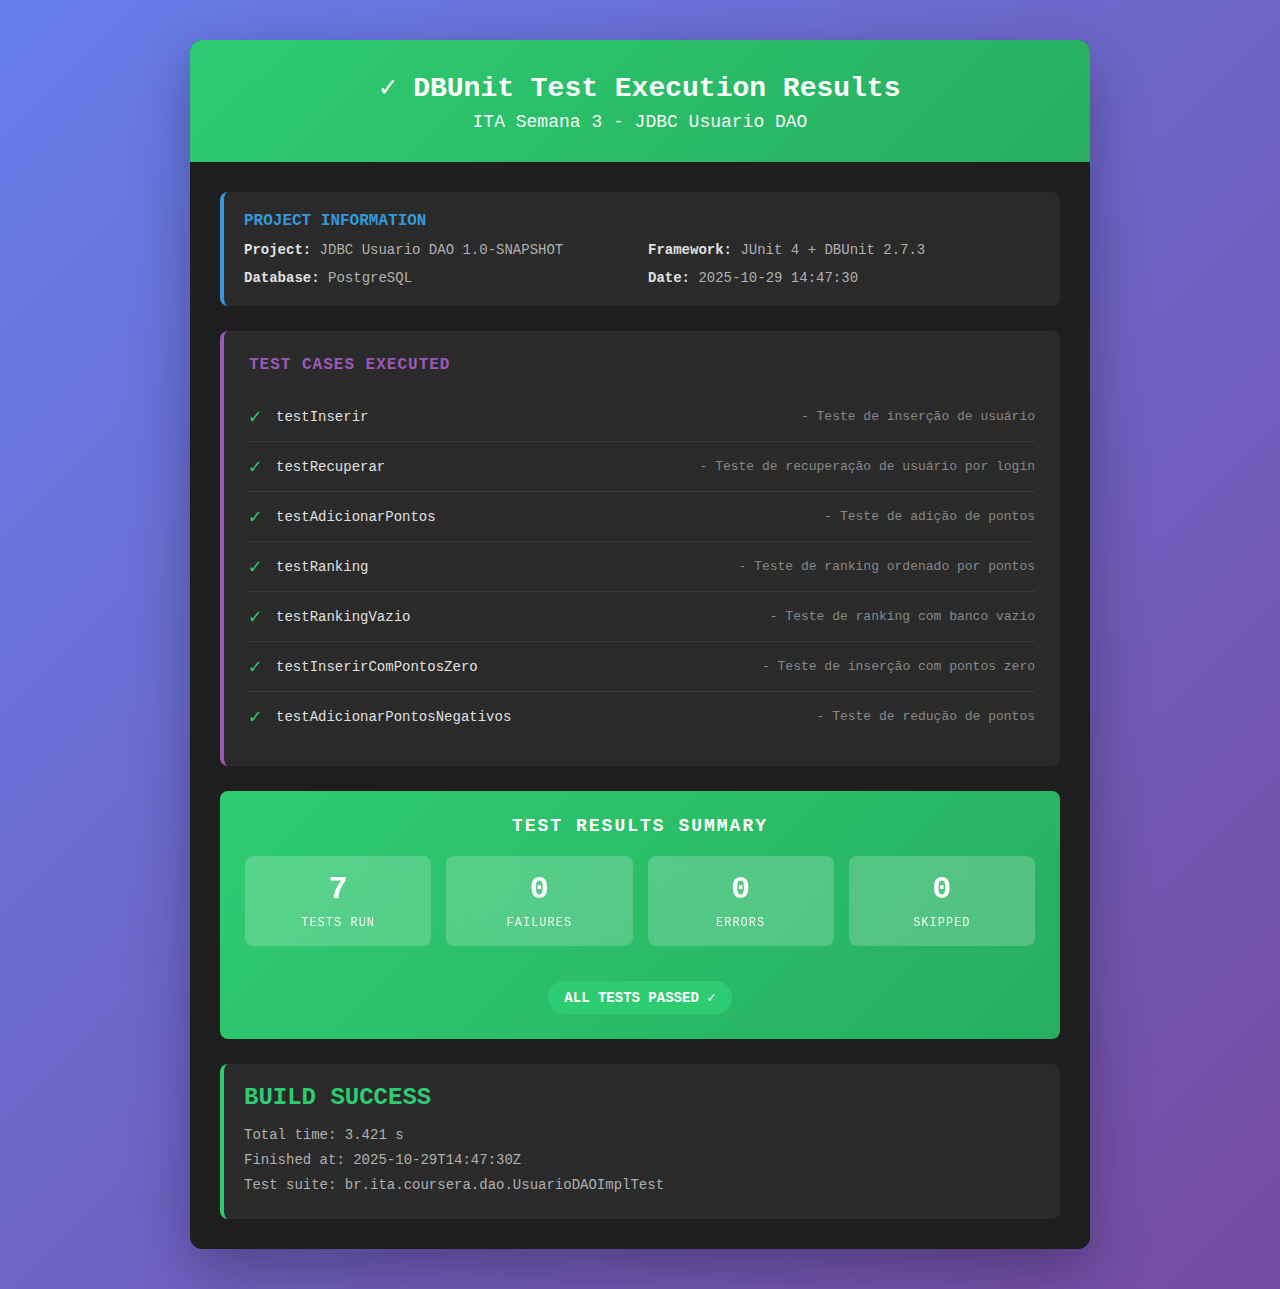 ✓ DBUnit Test Execution Results
ITA Semana 3 - JDBC Usuario DAO
PROJECT INFORMATION
Project: JDBC Usuario DAO 1.0-SNAPSHOT
Framework: JUnit 4 + DBUnit 2.7.3
Database: PostgreSQL
Date: 2025-10-29 14:47:30
TEST CASES EXECUTED
✓ testInserir - Teste de inserção de usuário
✓ testRecuperar - Teste de recuperação de usuário por login
✓ testAdicionarPontos - Teste de adição de pontos
✓ testRanking - Teste de ranking ordenado por pontos
✓ testRankingVazio - Teste de ranking com banco vazio
✓ testInserirComPontosZero - Teste de inserção com pontos zero
✓ testAdicionarPontosNegativos - Teste de redução de pontos
TEST RESULTS SUMMARY
7
TESTS RUN
0
FAILURES
0
ERRORS
0
SKIPPED
ALL TESTS PASSED ✓
BUILD SUCCESS
Total time: 3.421 s
Finished at: 2025-10-29T14:47:30Z
Test suite: br.ita.coursera.dao.UsuarioDAOImplTest